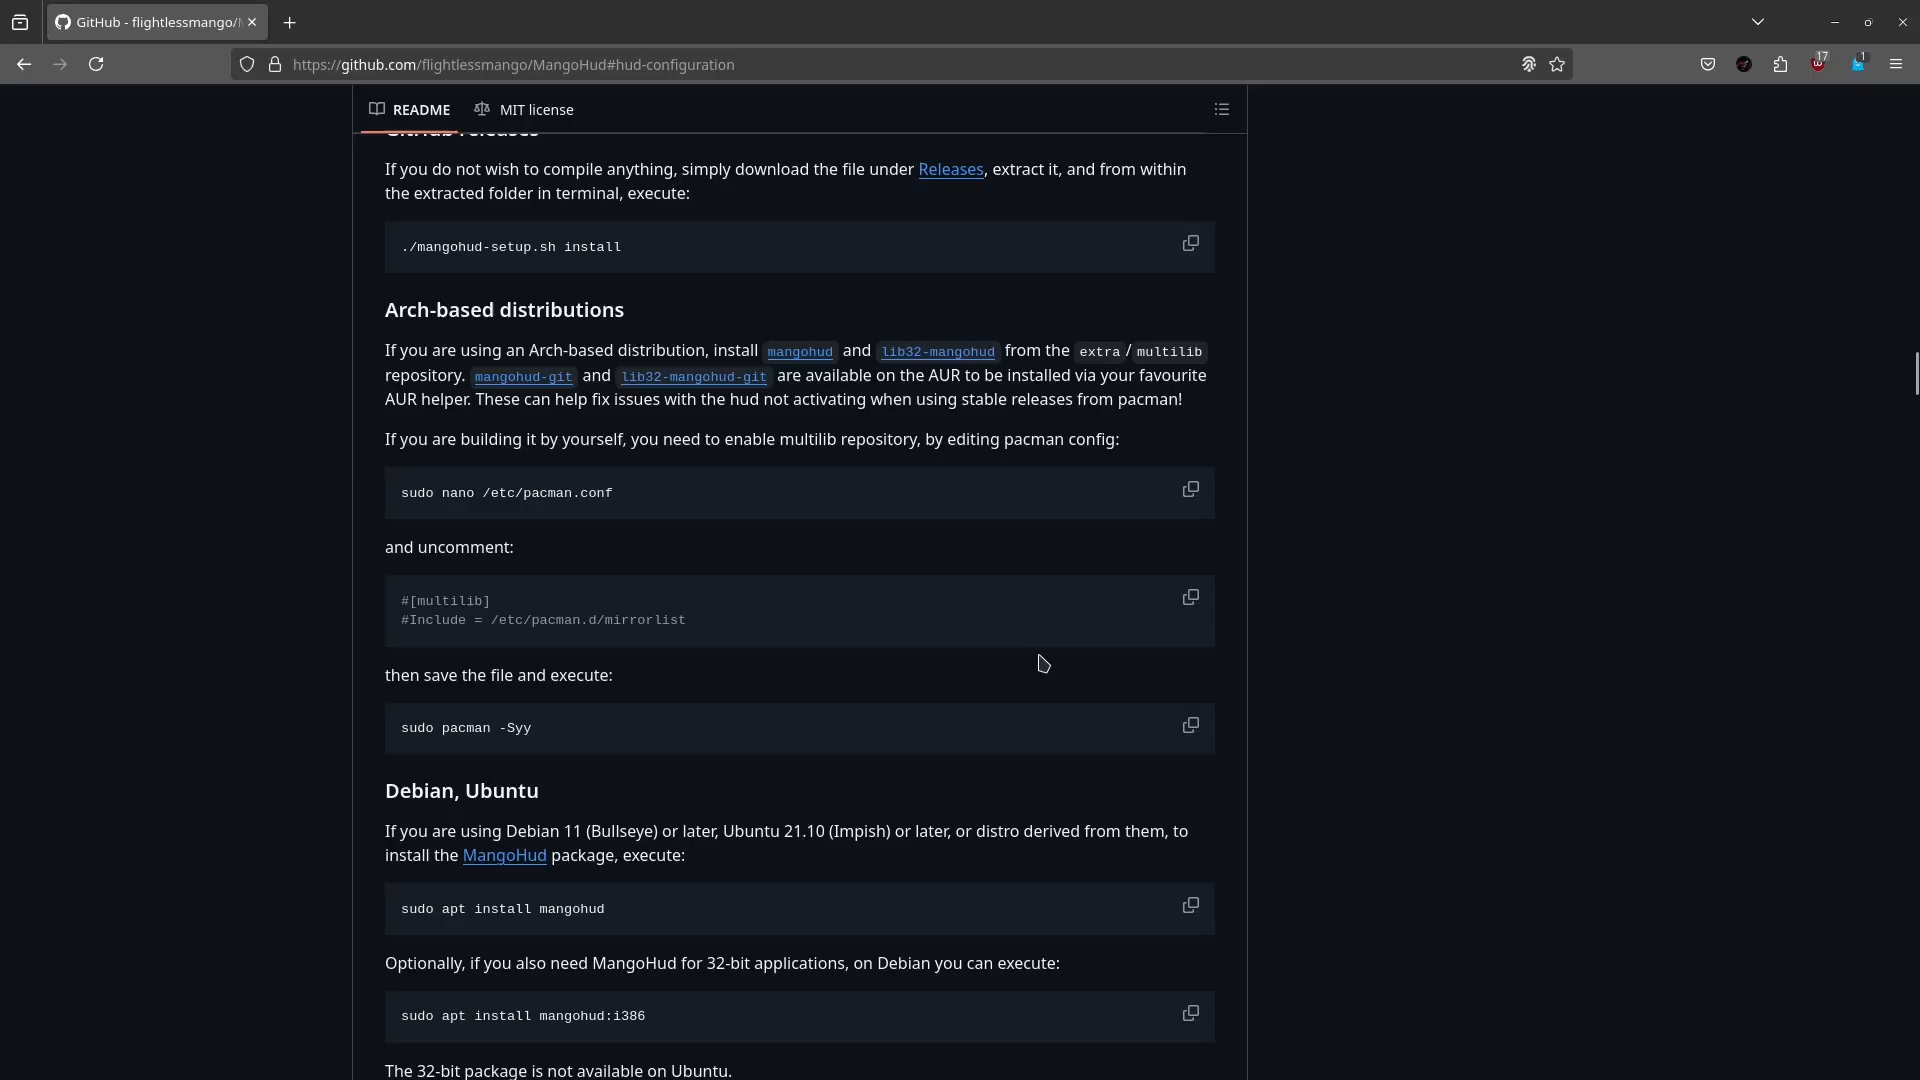 GitHub - flightlessmango/
https://github.com/flightlessmango/MangoHud#hud-configuration
17
1
README
MIT license
GitHub releases
If you do not wish to compile anything, simply download the file under Releases, extract it, and from within
the extracted folder in terminal, execute:
./mangohud-setup.sh install
Arch-based distributions
If you are using an Arch-based distribution, install mangohud and lib32-mangohud from the extra/multilib
repository. mangohud-git and lib32-mangohud-git are available on the AUR to be installed via your favourite
AUR helper. These can help fix issues with the hud not activating when using stable releases from pacman!
If you are building it by yourself, you need to enable multilib repository, by editing pacman config:
sudo nano /etc/pacman.conf
and uncomment:
#[multilib]
#Include = /etc/pacman.d/mirrorlist
then save the file and execute:
sudo pacman -Syy
Debian, Ubuntu
If you are using Debian 11 (Bullseye) or later, Ubuntu 21.10 (Impish) or later, or distro derived from them, to
install the MangoHud package, execute:
sudo apt install mangohud
Optionally, if you also need MangoHud for 32-bit applications, on Debian you can execute:
sudo apt install mangohud:i386
The 32-bit package is not available on Ubuntu.